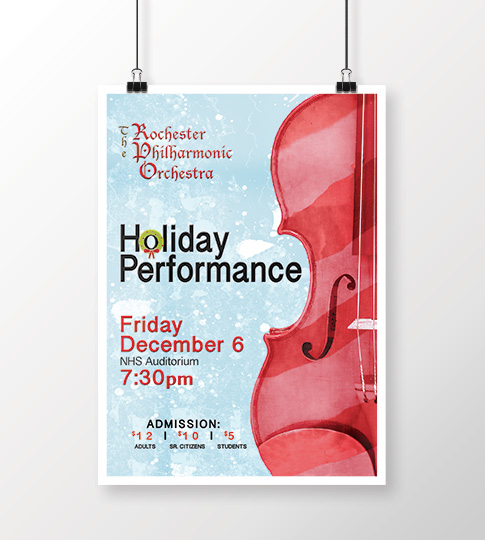 The Rochester
Philharmonic
Orchestra
Holiday
Performance
Friday
December 6
NHS Auditorium
7:30pm
ADMISSION:
$12 | $10 | $5
ADULTS SR. CITIZENS STUDENTS